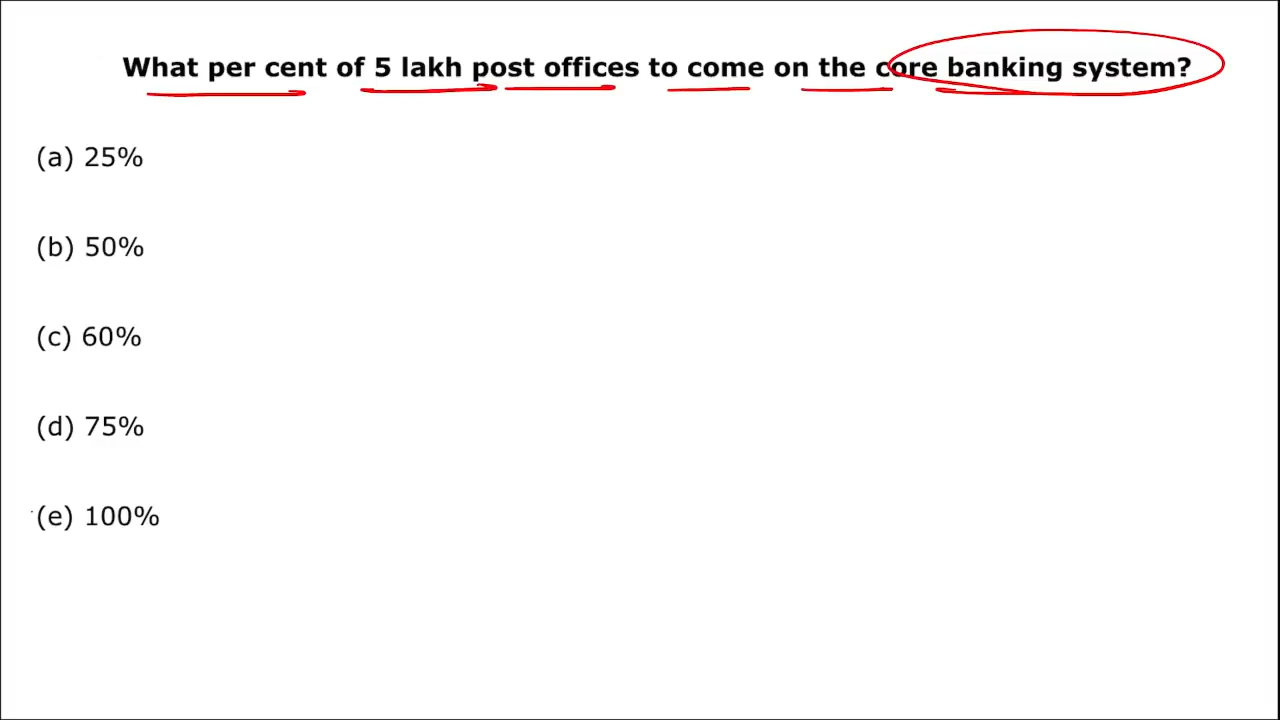 What per cent of 5 lakh post offices to come on the core banking system?
(a) 25%
(b) 50%
(c) 60%
(d) 75%
(e) 100%